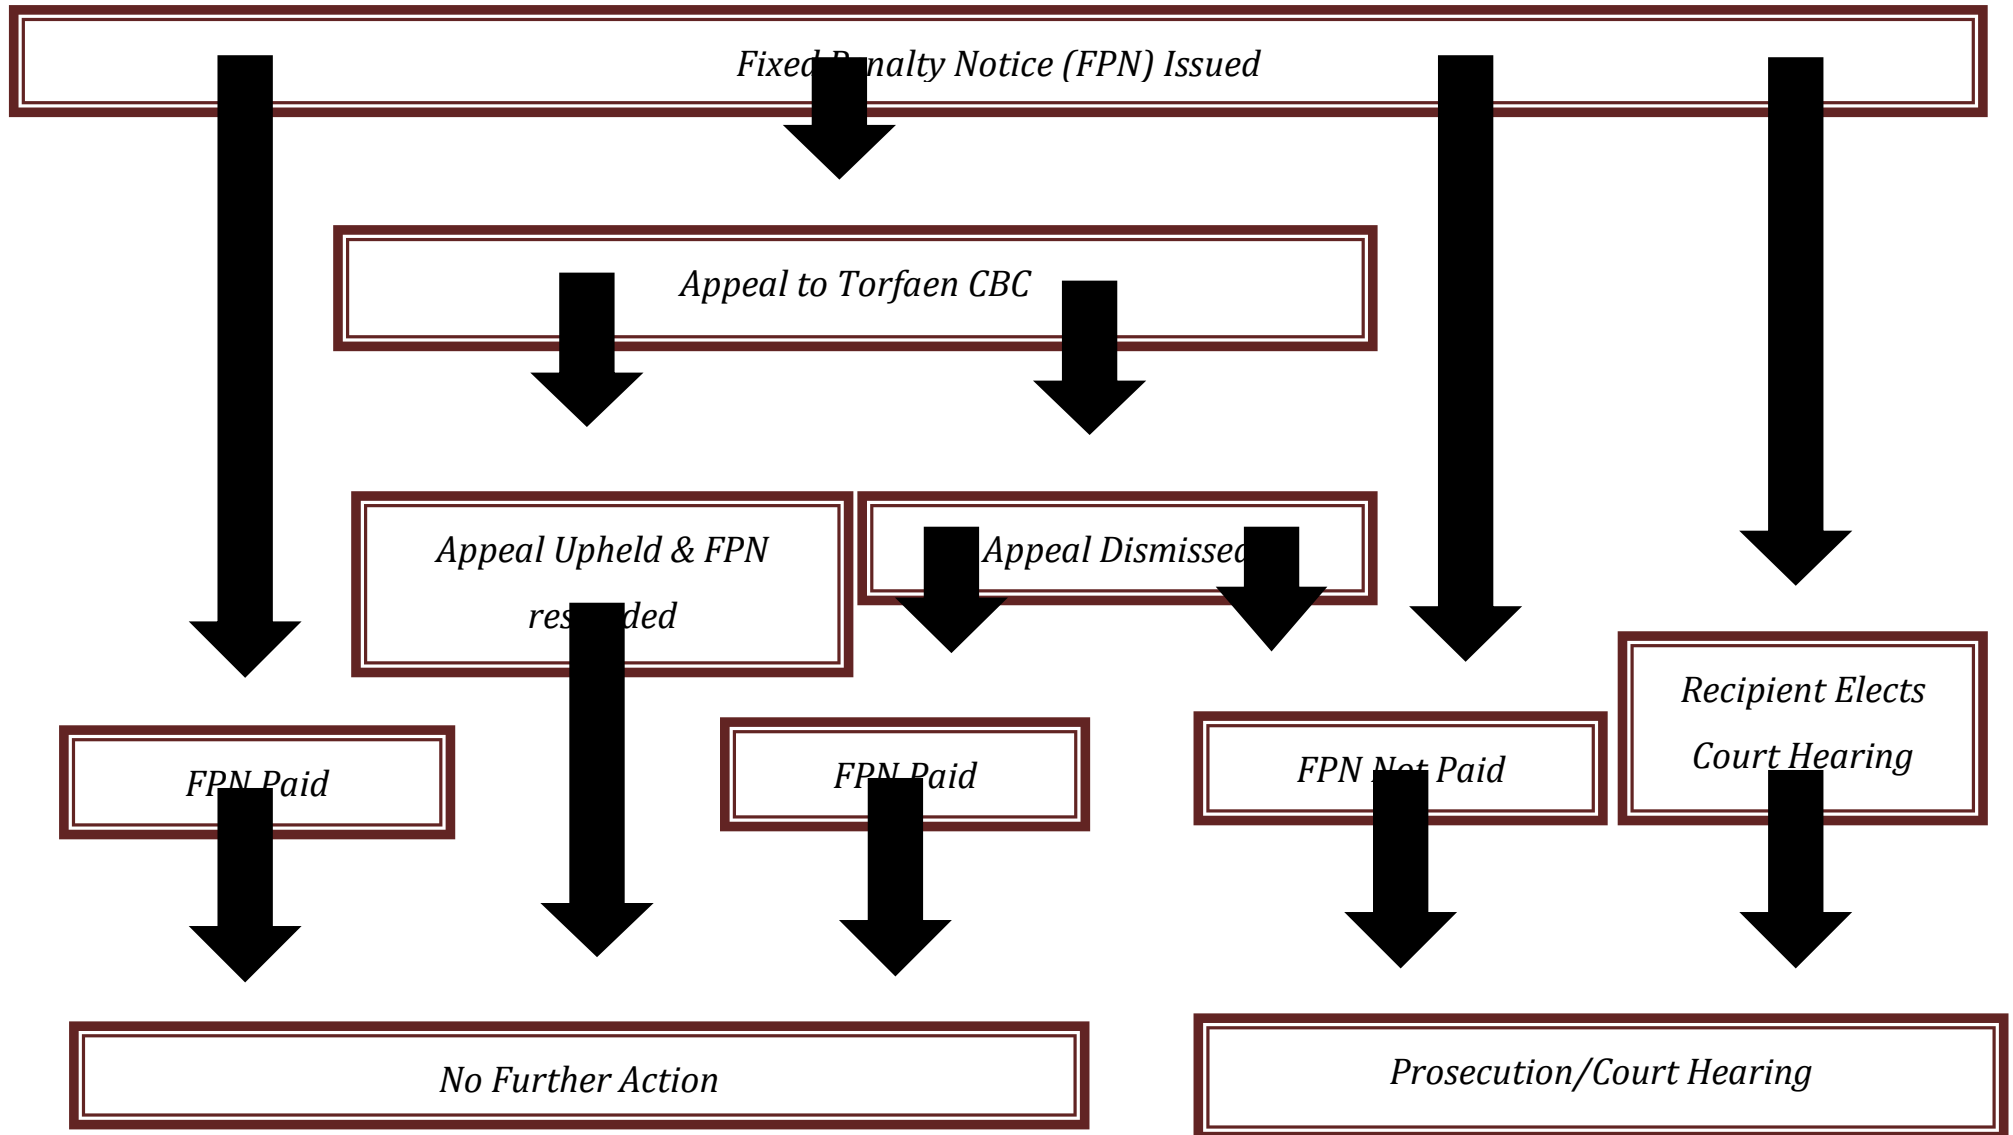 Fixed Penalty Notice (FPN) Issued
Appeal to Torfaen CBC
Appeal Upheld & FPN
Appeal Dismissed
Recipient Elects
Court Hearing
FPN Paid
FPN Paid
FPN Not Paid
No Further Action
Prosecution/Court Hearing